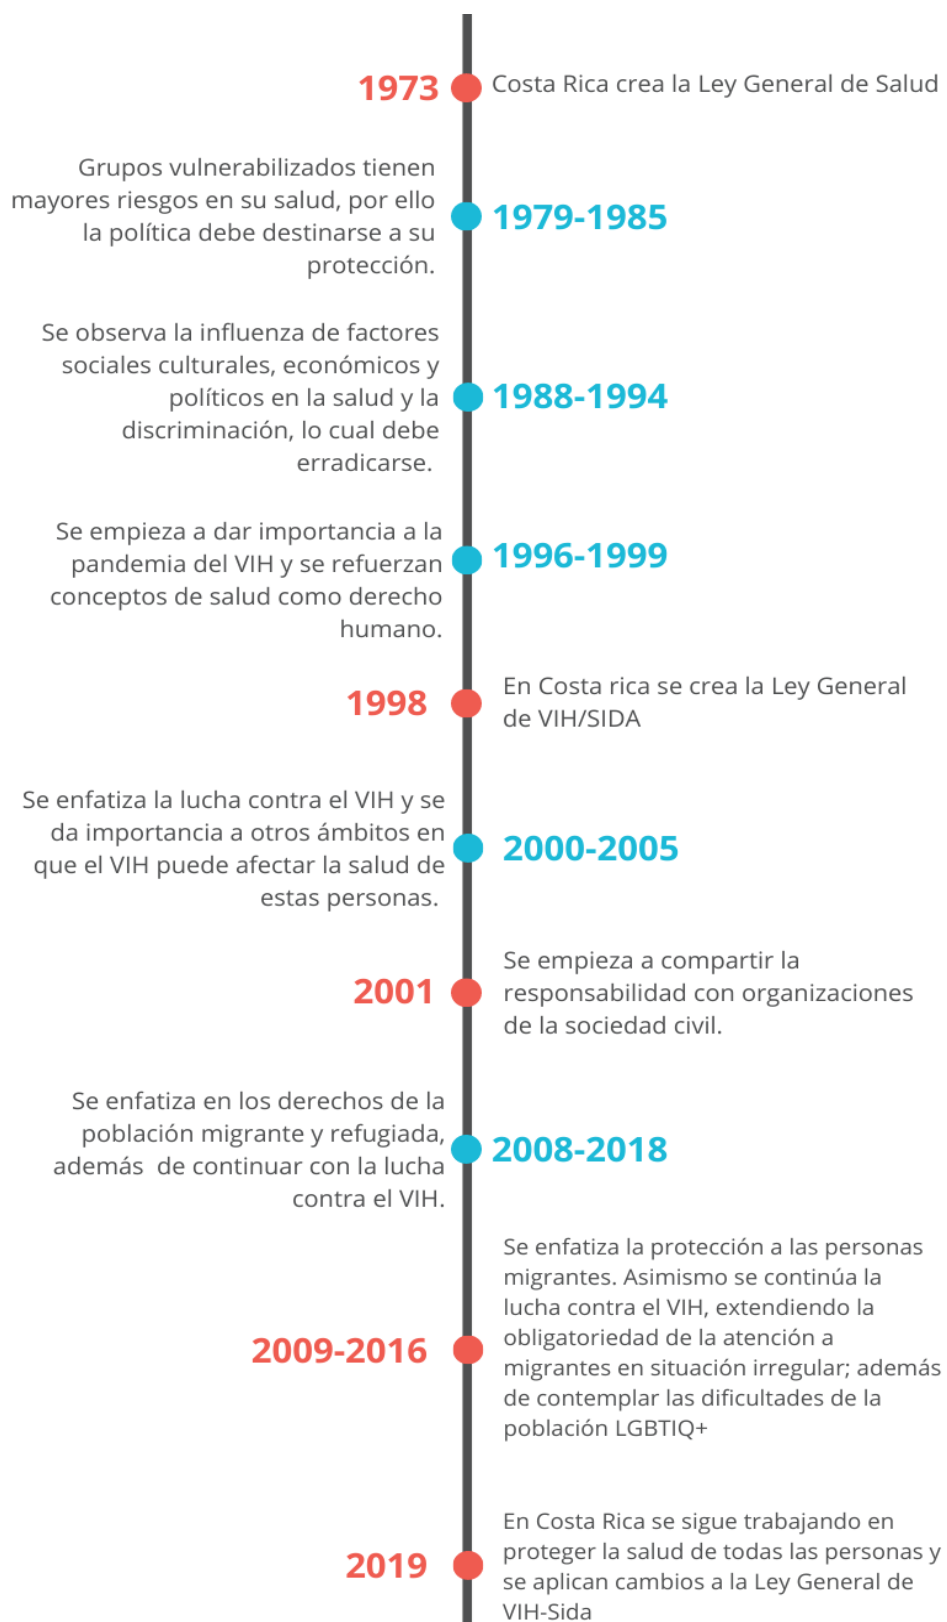 1973
Costa Rica crea la Ley General de Salud
Grupos vulnerabilizados tienen
mayores riesgos en su salud, por ello
la política debe destinarse a su
protección.
1979-1985
Se observa la influencia de factores
sociales culturales, económicos y
políticos en la salud y la
discriminación, lo cual debe
erradicarse.
1988-1994
Se empieza a dar importancia a la
pandemia del VIH y se refuerzan
conceptos de salud como derecho
humano.
1996-1999
1998
En Costa rica se crea la Ley General
de VIH/SIDA
Se enfatiza la lucha contra el VIH y se
da importancia a otros ámbitos en
que el VIH puede afectar la salud de
estas personas.
2000-2005
2001
Se empieza a compartir la
responsabilidad con organizaciones
de la sociedad civil.
Se enfatiza en los derechos de la
población migrante y refugiada,
además de continuar con la lucha
contra el VIH.
2008-2018
2009-2016
Se enfatiza la protección a las personas
migrantes. Asimismo se continúa la
lucha contra el VIH, extendiendo la
obligatoriedad de la atención a
migrantes en situación irregular; además
de contemplar las dificultades de la
población LGBTIQ+
2019
En Costa Rica se sigue trabajando en
proteger la salud de todas las personas y
se aplican cambios a la Ley General de
VIH-Sida